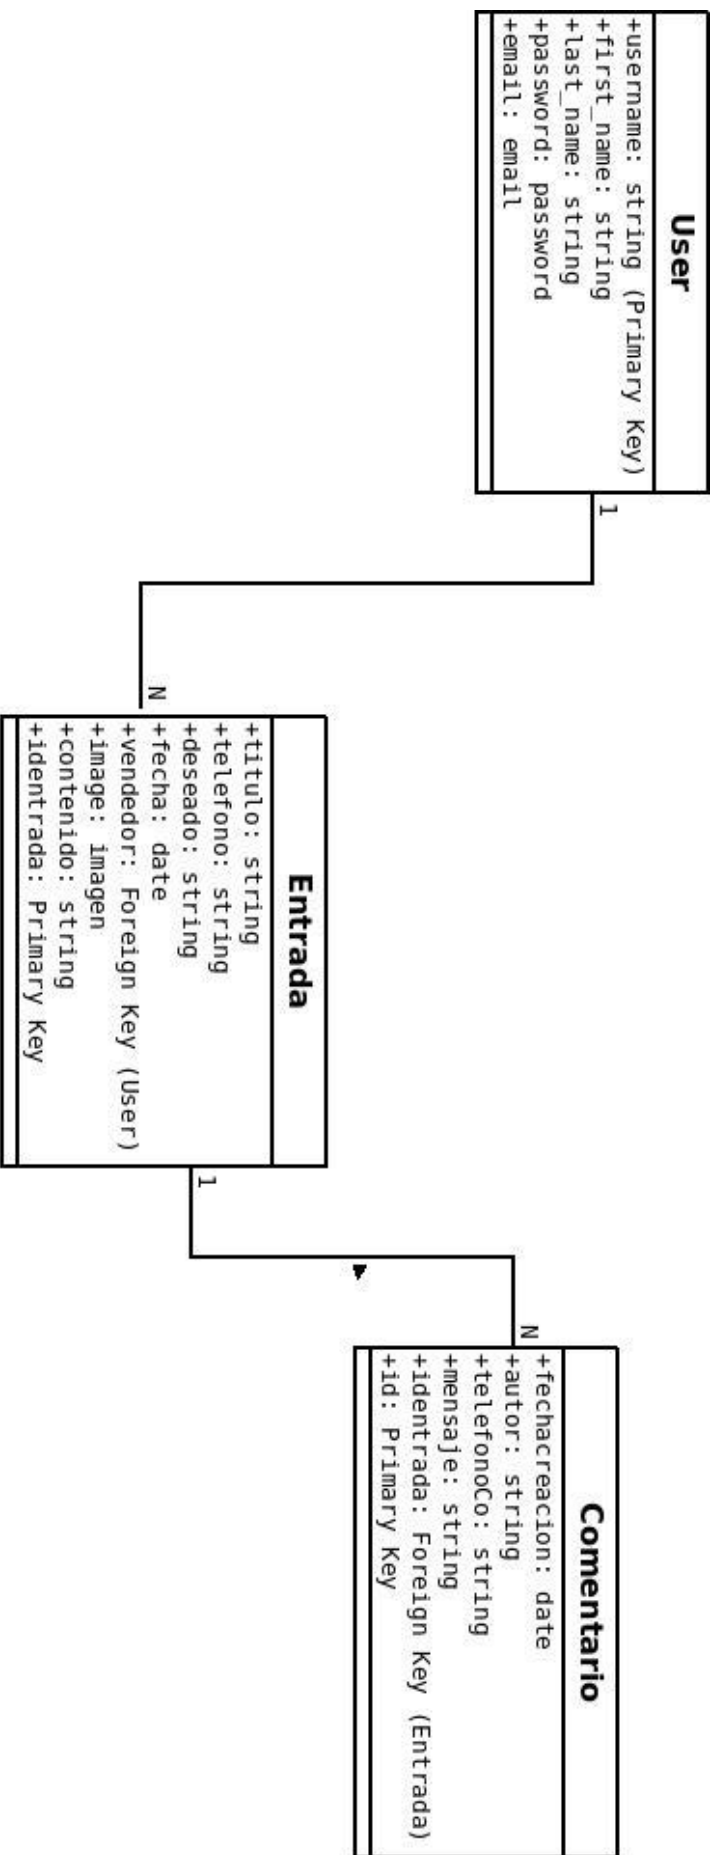 User
+username: string (Primary Key)
+first_name: string
+last_name: string
+password: password
+email: email
1
N
Entrada
+titulo: string
+telefono: string
+deseado: string
+fecha: date
+vendedor: Foreign Key (User)
+image: imagen
+contenido: string
+identrada: Primary Key
1
N
Comentario
+fechacreacion: date
+autor: string
+telefonoCo: string
+mensaje: string
+identrada: Foreign Key (Entrada)
+id: Primary Key